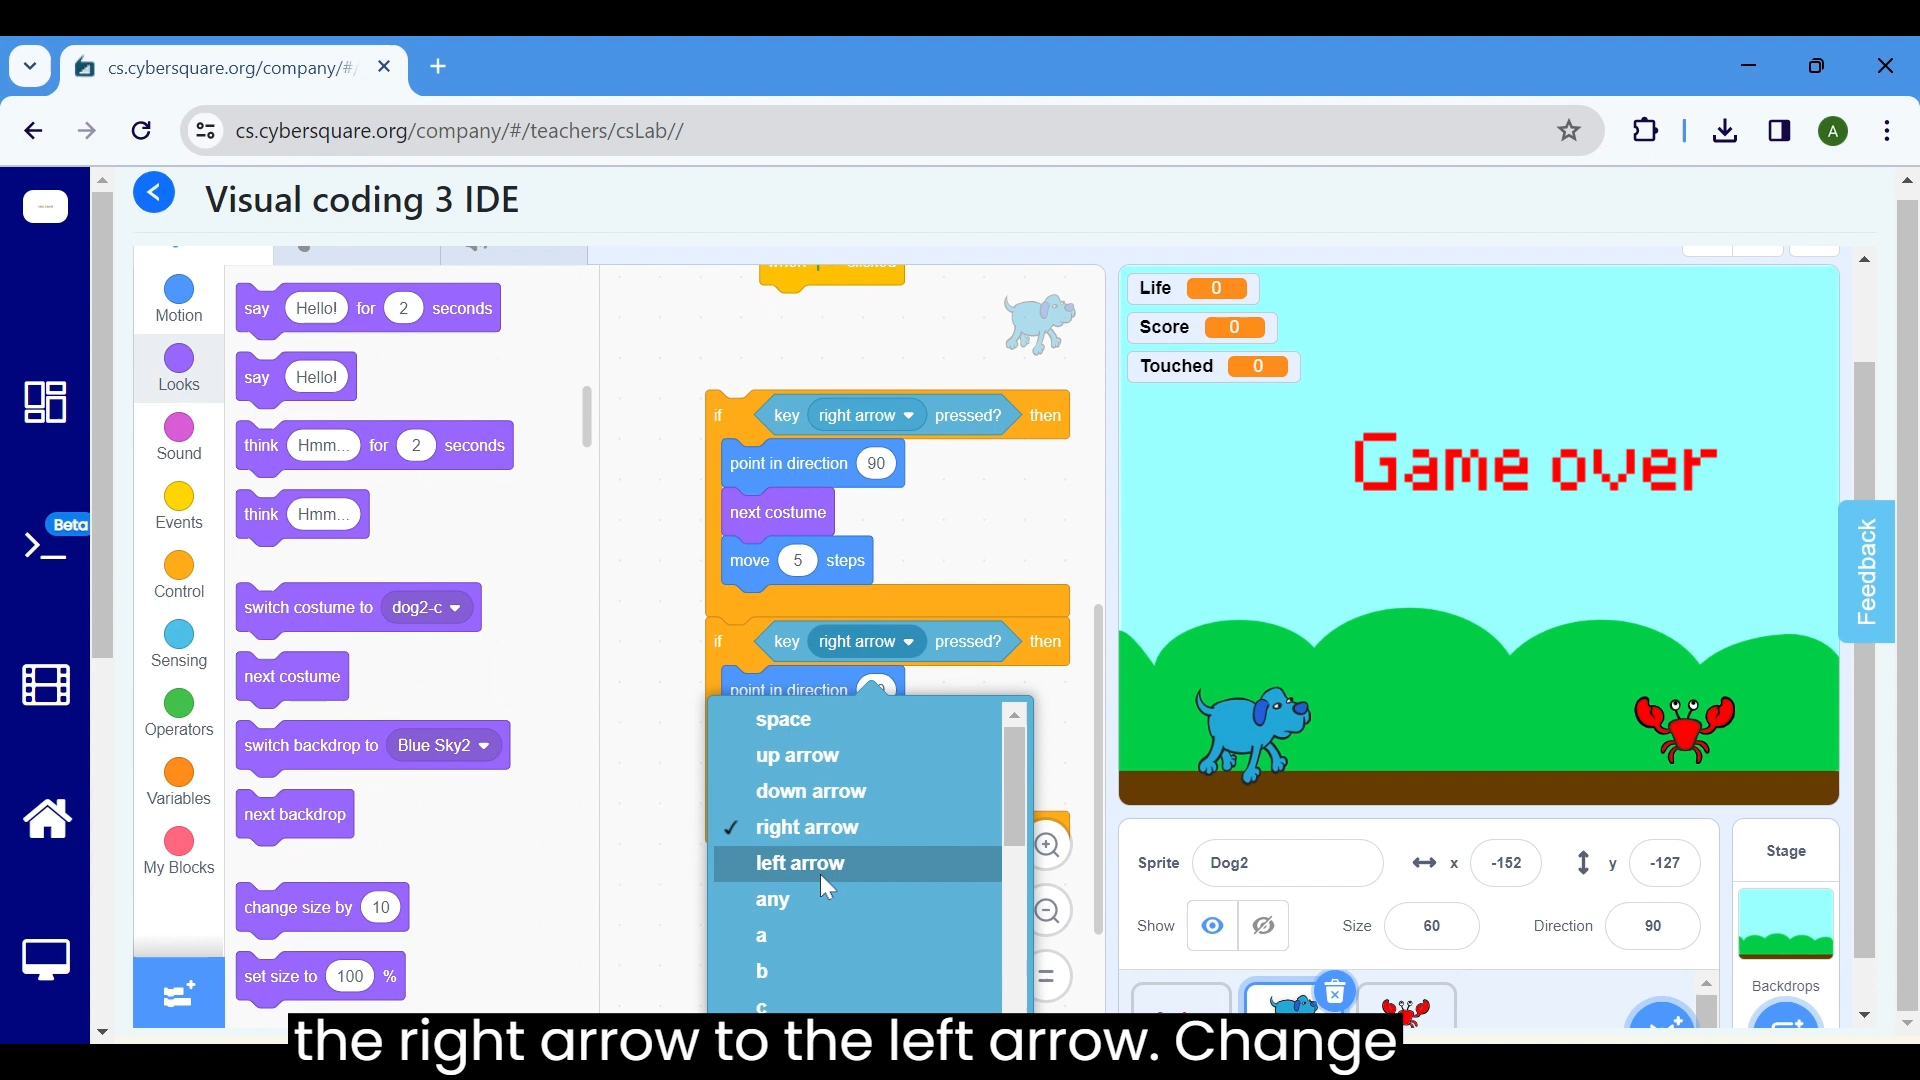 cs.cybersquare.org/company/#/
cs.cybersquare.org/company/#/teachers/csLab//
A
Visual coding 3 IDE
Beta
Motion
Looks
Sound
Events
Control
Sensing
Operators
Variables
My Blocks
say Hello! for 2 seconds
say Hello!
think Hmm... for 2 seconds
think Hmm...
switch costume to dog2-c
next costume
switch backdrop to Blue Sky2
next backdrop
change size by 10
set size to 100 %
if key right arrow pressed? then
point in direction 90
next costume
move 5 steps
if key right arrow pressed? then
point in direction
space
up arrow
down arrow
✓ right arrow
left arrow
any
a
b
c
Life 0
Score 0
Touched 0
Game over
Feedback
Sprite Dog2 x -152 y -127
Show Size 60 Direction 90
Stage
Backdrops
the right arrow to the left arrow. Change